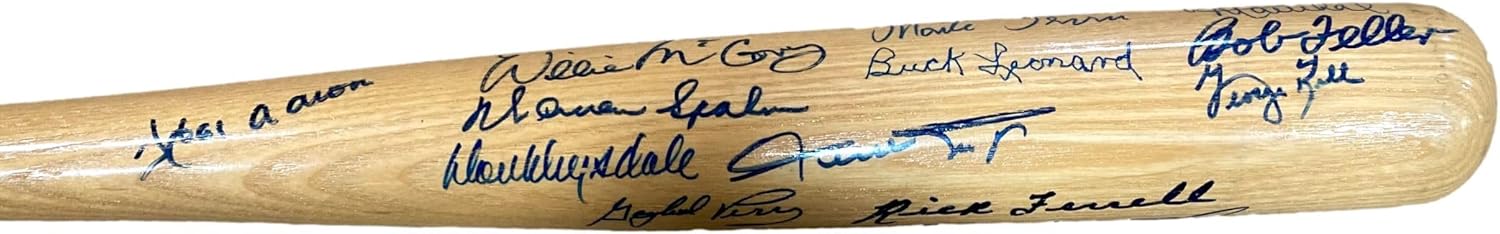 Hank Aaron
Willie McCovey
Warren Spahn
Don Drysdale
Gaylord Perry
Buck Leonard
Rick Ferrell
Bob Feller
George Kell